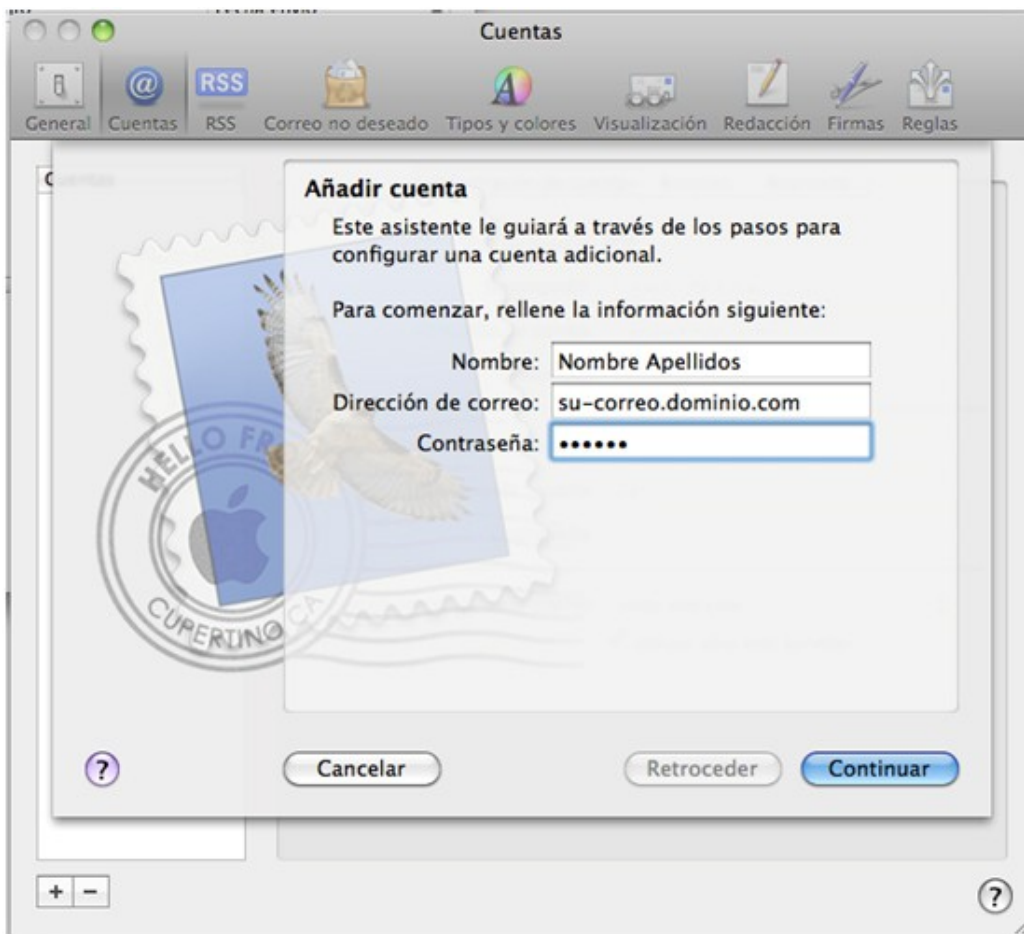 Cuentas
General Cuentas RSS Correo no deseado Tipos y colores Visualización Redacción Firmas Reglas
RSS
Añadir cuenta
Este asistente le guiará a través de los pasos para
configurar una cuenta adicional.
Para comenzar, rellene la información siguiente:
Nombre: Nombre Apellidos
Dirección de correo: su-correo.dominio.com
Contraseña: ••••••
HELLO FR
CUPERTINO CA
? Cancelar Retroceder Continuar
+ − ?